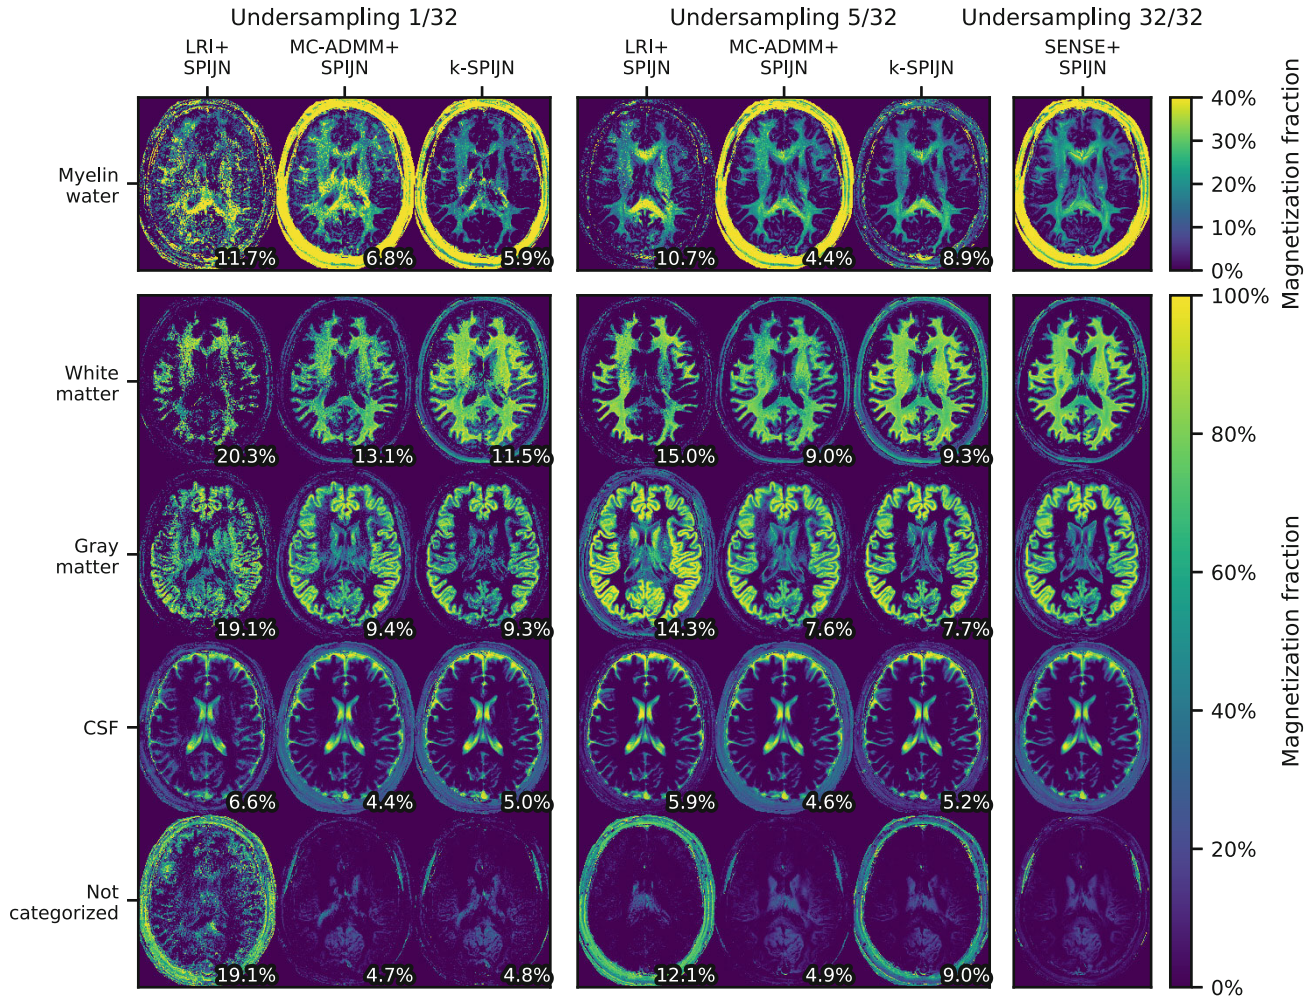 Undersampling 1/32
Undersampling 5/32
Undersampling 32/32
LRI+
SPIJN
MC-ADMM+
SPIJN
k-SPIJN
LRI+
SPIJN
MC-ADMM+
SPIJN
k-SPIJN
SENSE+
SPIJN
Myelin
water
11.7%
6.8%
5.9%
10.7%
4.4%
8.9%
40%
30%
20%
10%
0%
Magnetization fraction
White
matter
20.3%
13.1%
11.5%
15.0%
9.0%
9.3%
Gray
matter
19.1%
9.4%
9.3%
14.3%
7.6%
7.7%
CSF
6.6%
4.4%
5.0%
5.9%
4.6%
5.2%
Not
categorized
19.1%
4.7%
4.8%
12.1%
4.9%
9.0%
100%
80%
60%
40%
20%
0%
Magnetization fraction